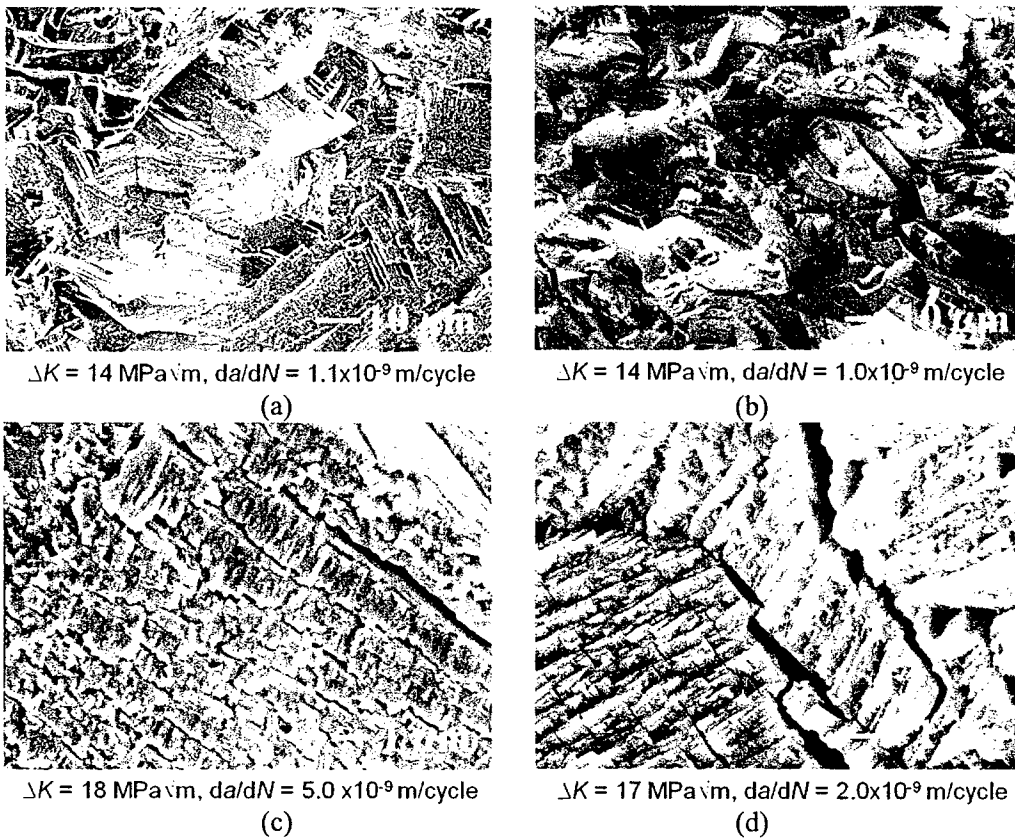 ΔK = 14 MPa√m, da/dN = 1.1x10⁻⁹ m/cycle
(a)
ΔK = 14 MPa√m, da/dN = 1.0x10⁻⁹ m/cycle
(b)
ΔK = 18 MPa√m, da/dN = 5.0 x10⁻⁹ m/cycle
(c)
ΔK = 17 MPa√m, da/dN = 2.0x10⁻⁹ m/cycle
(d)